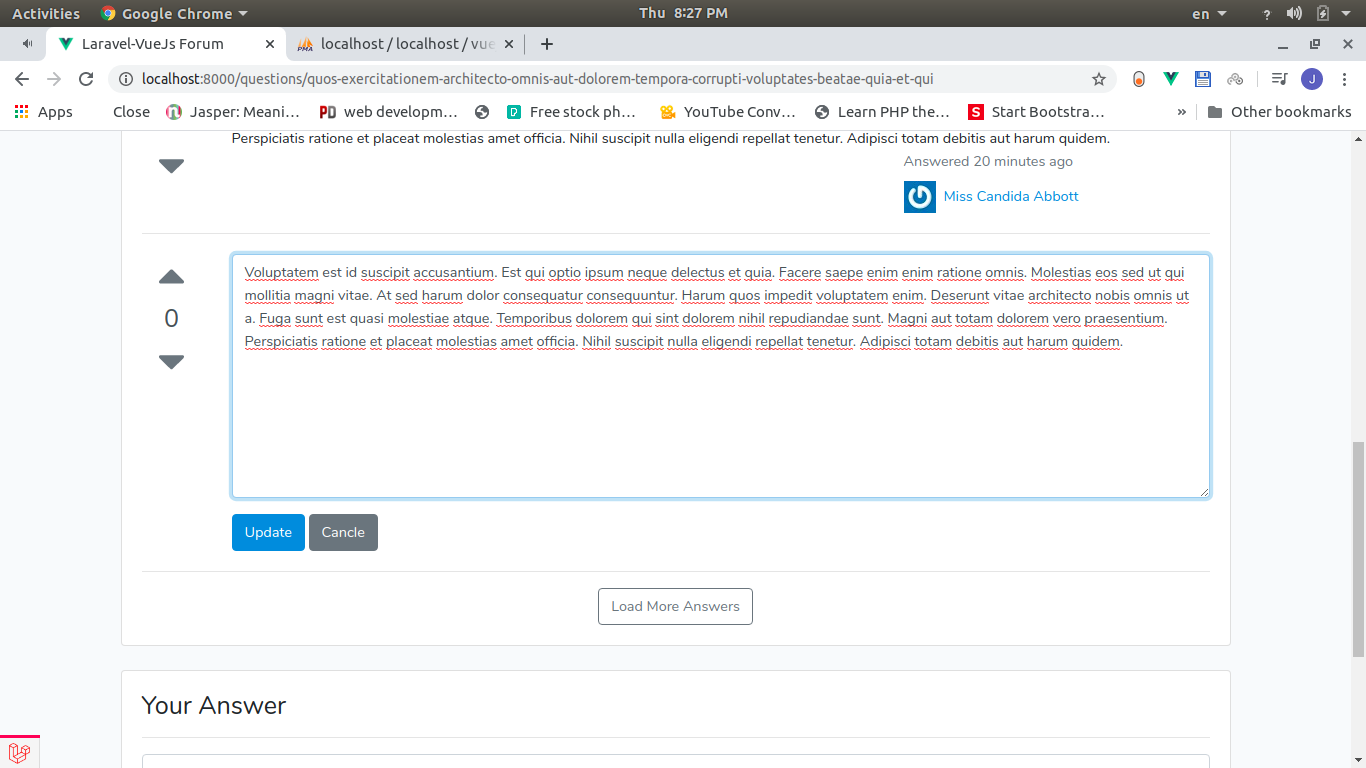 Activities Google Chrome Thu 8:27 PM en ?
Laravel-VueJs Forum localhost / localhost / vue
localhost:8000/questions/quos-exercitationem-architecto-omnis-aut-dolorem-tempora-corrupti-voluptates-beatae-quia-et-qui J
Apps Close Jasper: Meani… PD web developm… Free stock ph… YouTube Conv… Learn PHP the… S Start Bootstra… » Other bookmarks
Perspiciatis ratione et placeat molestias amet officia. Nihil suscipit nulla eligendi repellat tenetur. Adipisci totam debitis aut harum quidem.
Answered 20 minutes ago
Miss Candida Abbott
Voluptatem est id suscipit accusantium. Est qui optio ipsum neque delectus et quia. Facere saepe enim enim ratione omnis. Molestias eos sed ut qui
mollitia magni vitae. At sed harum dolor consequatur consequuntur. Harum quos impedit voluptatem enim. Deserunt vitae architecto nobis omnis ut
0
a. Fuga sunt est quasi molestiae atque. Temporibus dolorem qui sint dolorem nihil repudiandae sunt. Magni aut totam dolorem vero praesentium.
Perspiciatis ratione et placeat molestias amet officia. Nihil suscipit nulla eligendi repellat tenetur. Adipisci totam debitis aut harum quidem.
Update Cancle
Load More Answers
Your Answer